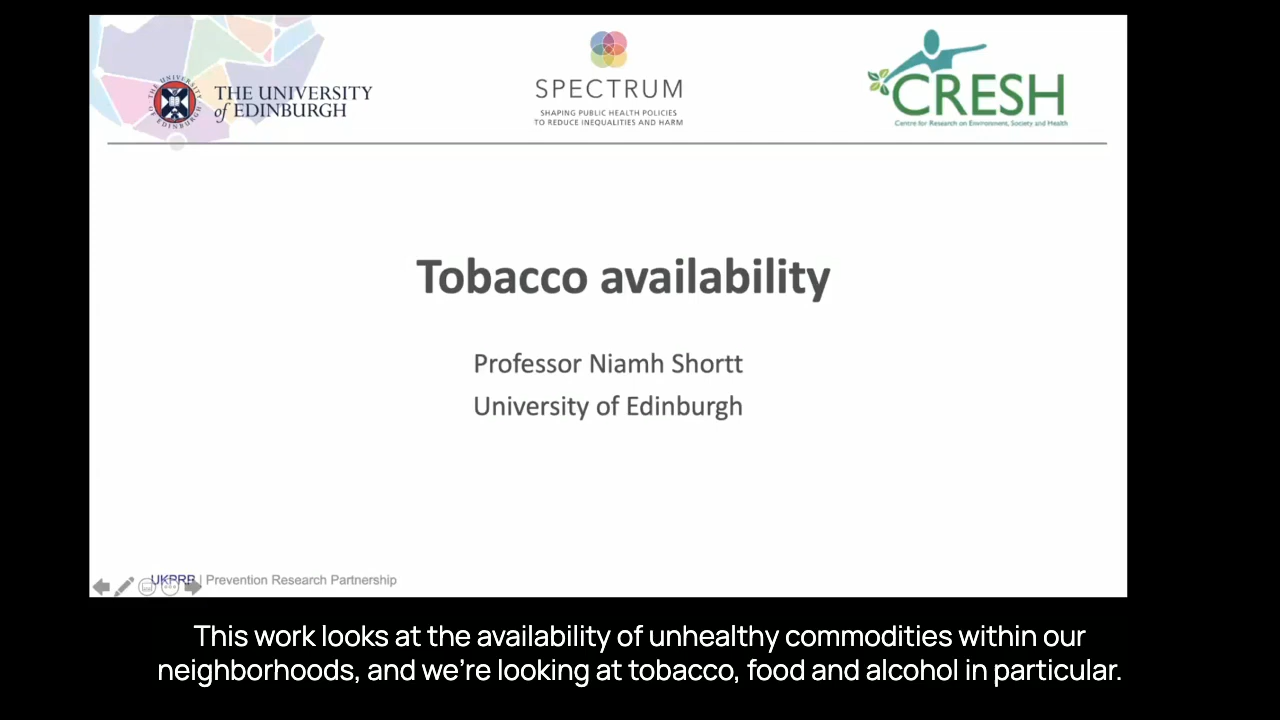 THE UNIVERSITY
of EDINBURGH
SPECTRUM
SHAPING PUBLIC HEALTH POLICIES
TO REDUCE INEQUALITIES AND HARM
CRESH
Centre for Research on Environment, Society and Health
Tobacco availability
Professor Niamh Shortt
University of Edinburgh
UKPRP | Prevention Research Partnership
This work looks at the availability of unhealthy commodities within our
neighborhoods, and we're looking at tobacco, food and alcohol in particular.